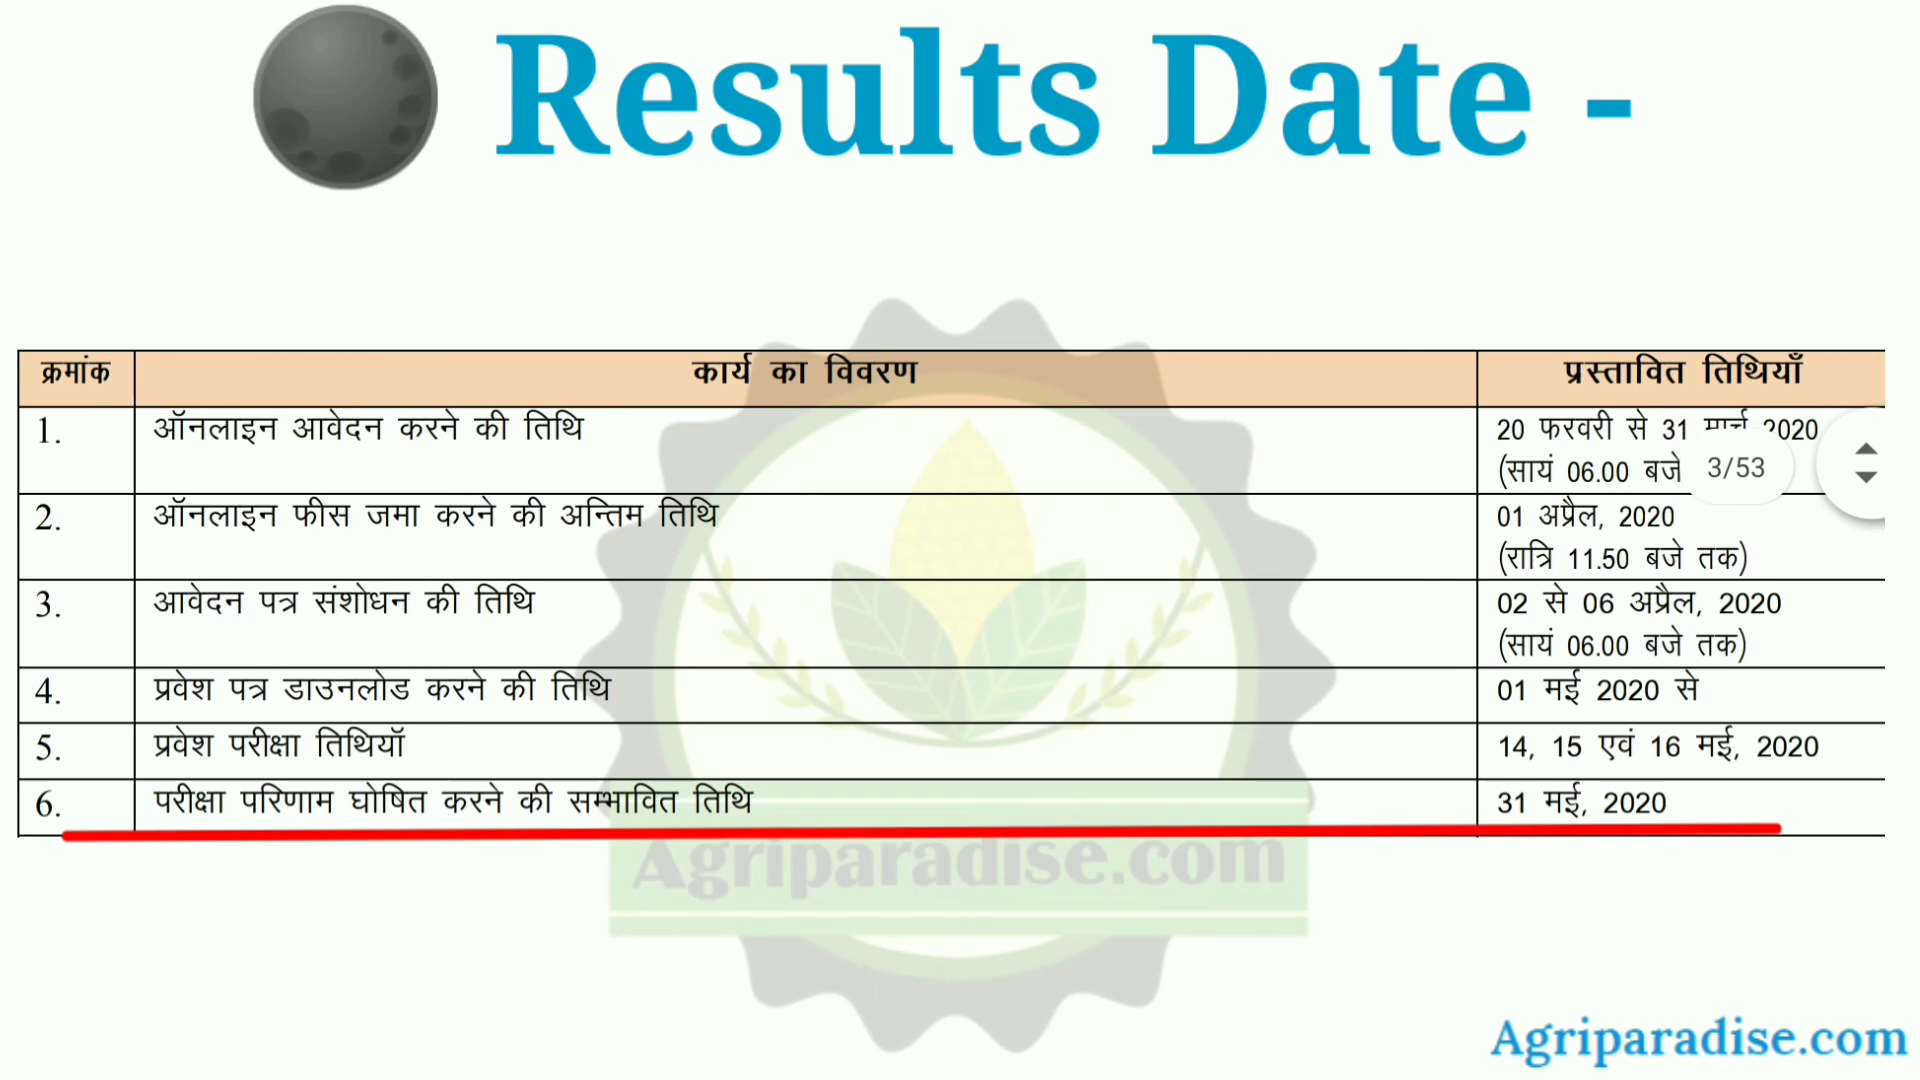 Results Date -
क्रमांक कार्य का विवरण प्रस्तावित तिथियाँ
1. ऑनलाइन आवेदन करने की तिथि 20 फरवरी से 31 मार्च 2020
(सायं 06.00 बजे
3/53
2. ऑनलाइन फीस जमा करने की अन्तिम तिथि 01 अप्रैल, 2020
(रात्रि 11.50 बजे तक)
3. आवेदन पत्र संशोधन की तिथि 02 से 06 अप्रैल, 2020
(सायं 06.00 बजे तक)
4. प्रवेश पत्र डाउनलोड करने की तिथि 01 मई 2020 से
5. प्रवेश परीक्षा तिथियॉ 14, 15 एवं 16 मई, 2020
6. परीक्षा परिणाम घोषित करने की सम्भावित तिथि 31 मई, 2020
Agriparadise.com
Agriparadise.com